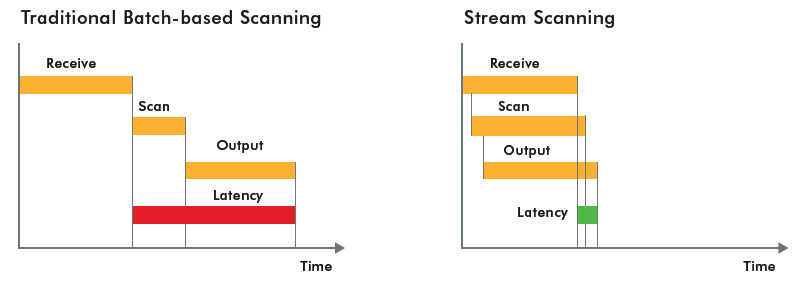 Traditional Batch-based Scanning
Receive
Scan
Output
Latency
Time
Stream Scanning
Receive
Scan
Output
Latency
Time